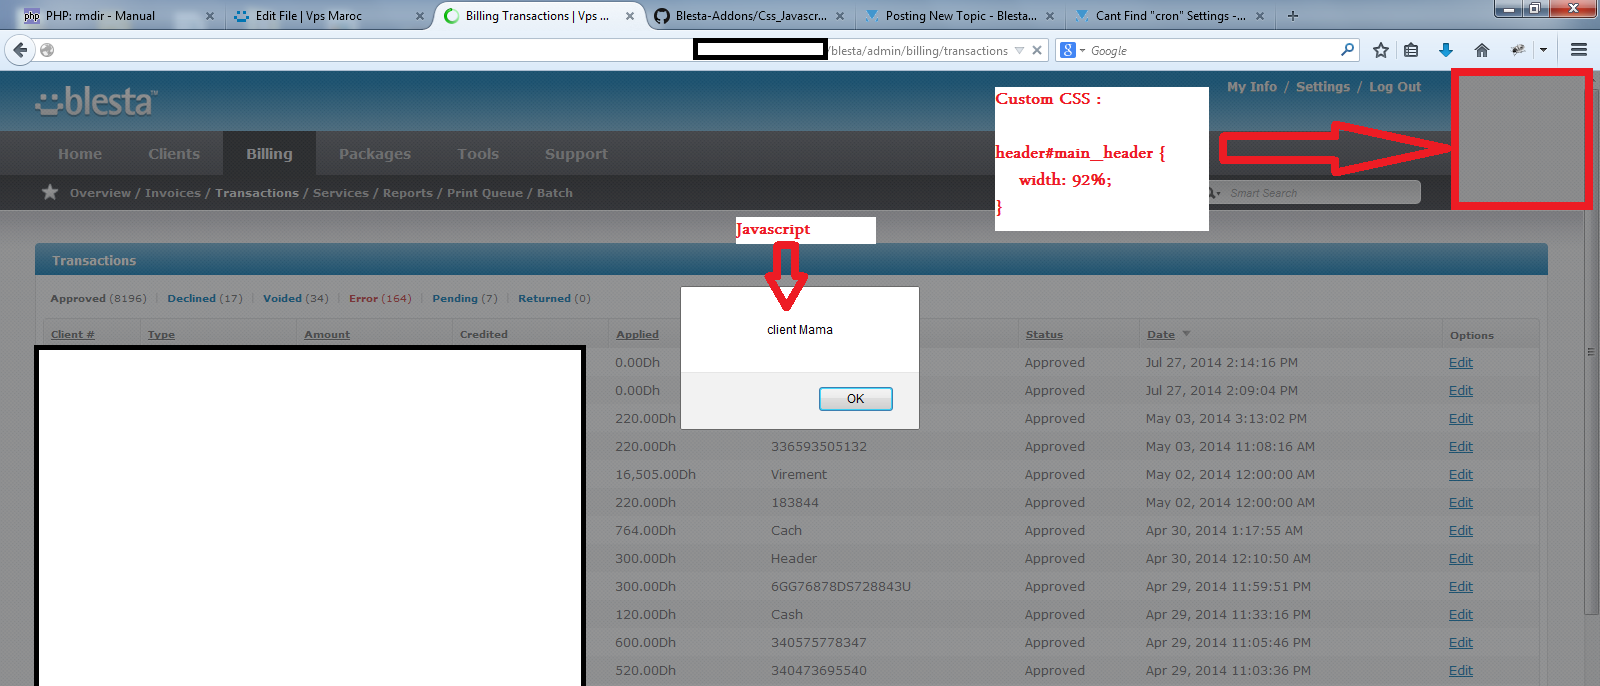 PHP: rmdir - Manual
Edit File | Vps Maroc
Billing Transactions | Vps ...
Blesta-Addons/Css_Javascr...
Posting New Topic - Blesta...
Cant Find "cron" Settings -...
/blesta/admin/billing/transactions
Google
blesta™
My Info / Settings / Log Out
Home
Clients
Billing
Packages
Tools
Support
Overview / Invoices / Transactions / Services / Reports / Print Queue / Batch
Smart Search
Custom CSS :
header#main_header {
width: 92%;
}
Javascript
Transactions
Approved (8196) | Declined (17) | Voided (34) | Error (164) | Pending (7) | Returned (0)
Client # Type Amount Credited Applied Status Date Options
client Mama
OK
0.00Dh Approved Jul 27, 2014 2:14:16 PM Edit
0.00Dh Approved Jul 27, 2014 2:09:04 PM Edit
220.00Dh Approved May 03, 2014 3:13:02 PM Edit
220.00Dh 336593505132 Approved May 03, 2014 11:08:16 AM Edit
16,505.00Dh Virement Approved May 02, 2014 12:00:00 AM Edit
220.00Dh 183844 Approved May 02, 2014 12:00:00 AM Edit
764.00Dh Cach Approved Apr 30, 2014 1:17:55 AM Edit
300.00Dh Header Approved Apr 30, 2014 12:10:50 AM Edit
300.00Dh 6GG76878DS728843U Approved Apr 29, 2014 11:59:51 PM Edit
120.00Dh Cash Approved Apr 29, 2014 11:33:16 PM Edit
600.00Dh 340575778347 Approved Apr 29, 2014 11:05:46 PM Edit
520.00Dh 340473695540 Approved Apr 29, 2014 11:03:36 PM Edit